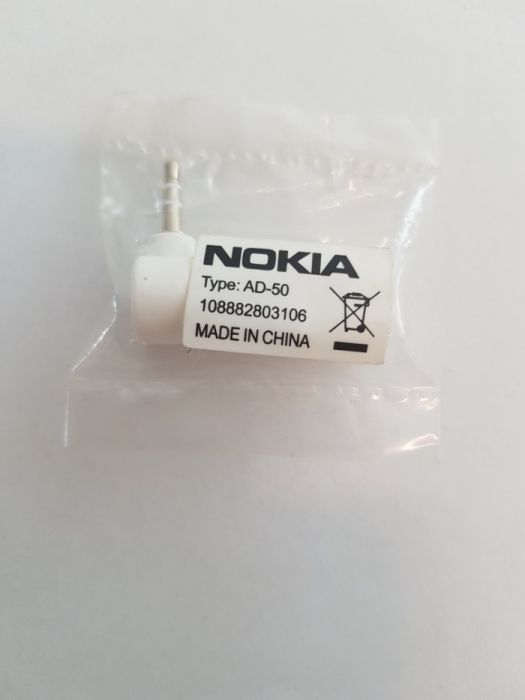 NOKIA
Type: AD-50
108882803106
MADE IN CHINA